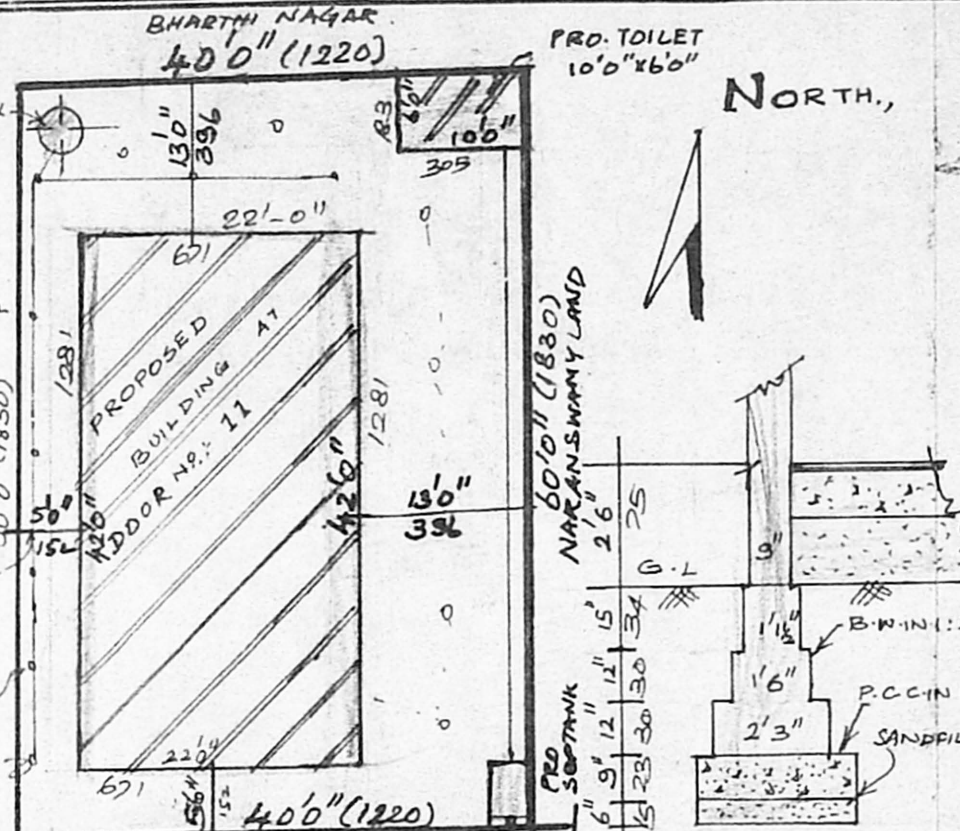 BHARTHI NAGAR.
40'0" (1220)
PRO. TOILET
10'0"X6'0"
NORTH.,
13'0"
396
83
6'0"
10'0"
305
22'-0"
671
1281
PROPOSED
BUILDING AT
DOOR No.: 11
1281
42'0"
42'0"
5'0"
152
13'0"
396
60'0" (1830)
NARANSWAMY LAND
2'6"
75
9"
G.L
15'
34
1'1½"
B.W.IN 1:
12"
30
1'6"
P.C.C IN
12"
30
2'3"
9"
23
6"
15
PRO
SEPTANK
22'0"
671
152
40'0" (1220)